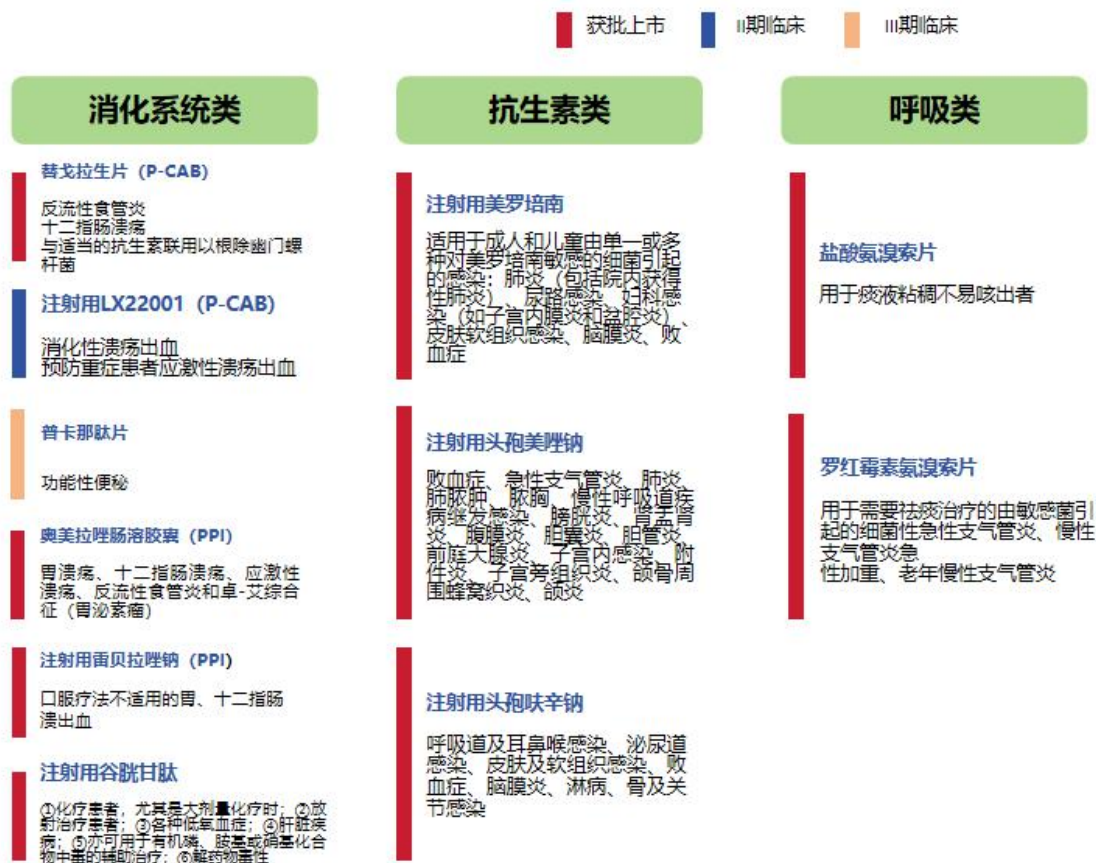 获批上市
II期临床
III期临床
消化系统类
替戈拉生片（P-CAB）
反流性食管炎
十二指肠溃疡
与适当的抗生素联用以根除幽门螺
杆菌
注射用LX22001（P-CAB）
消化性溃疡出血
预防重症患者应激性溃疡出血
普卡那肽片
功能性便秘
奥美拉唑肠溶胶囊（PPI）
胃溃疡、十二指肠溃疡、应激性
溃疡、反流性食管炎和卓-艾综合
征（胃泌素瘤）
注射用雷贝拉唑钠（PPI）
口服疗法不适用的胃、十二指肠
溃出血
注射用谷胱甘肽
①化疗患者，尤其是大剂量化疗时；②放
射治疗患者；③各种低氧血症；④肝脏疾
病；⑤亦可用于有机磷、胺基或硝基化合
物中毒的辅助治疗；⑥解药物毒性
抗生素类
注射用美罗培南
适用于成人和儿童由单一或多
种对美罗培南敏感的细菌引起
的感染：肺炎（包括院内获得
性肺炎）、尿路感染、妇科感
染（如子宫内膜炎和盆腔炎）、
皮肤软组织感染、脑膜炎、败
血症
注射用头孢美唑钠
败血症、急性支气管炎、肺炎、
肺脓肿、脓胸、慢性呼吸道疾
病继发感染、膀胱炎、肾盂肾
炎、腹膜炎、胆囊炎、胆管炎、
前庭大腺炎、子宫内感染、附
件炎、子宫旁组织炎、颌骨周
围蜂窝织炎、颌炎
注射用头孢呋辛钠
呼吸道及耳鼻喉感染、泌尿道
感染、皮肤及软组织感染、败
血症、脑膜炎、淋病、骨及关
节感染
呼吸类
盐酸氨溴索片
用于痰液粘稠不易咳出者
罗红霉素氨溴索片
用于需要祛痰治疗的由敏感菌引
起的细菌性急性支气管炎、慢性
支气管炎急
性加重、老年慢性支气管炎